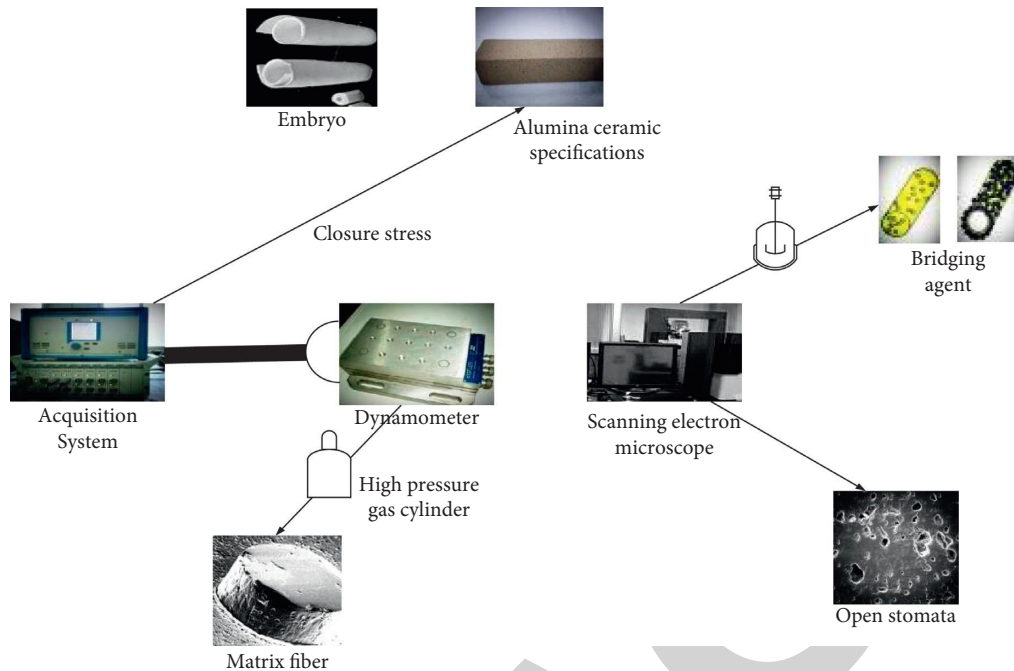 Embryo
Alumina ceramic
specifications
Closure stress
Bridging
agent
Acquisition
System
Dynamometer
Scanning electron
microscope
High pressure
gas cylinder
Open stomata
Matrix fiber